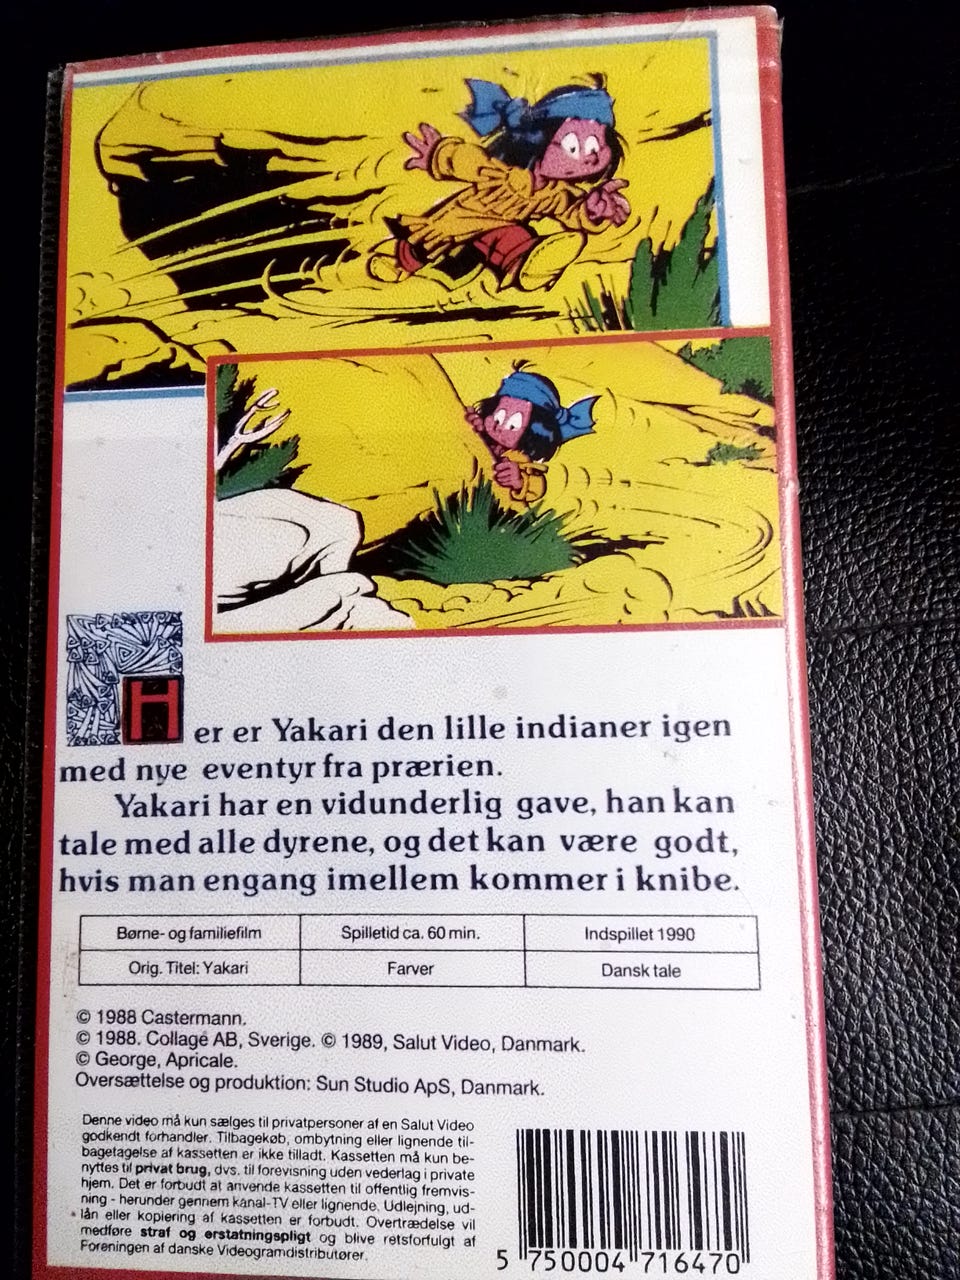 Her er Yakari den lille indianer igen
med nye eventyr fra prærien.
Yakari har en vidunderlig gave, han kan
tale med alle dyrene, og det kan være godt,
hvis man engang imellem kommer i knibe.
Børne- og familiefilm Spilletid ca. 60 min. Indspillet 1990
Orig. Titel: Yakari Farver Dansk tale
© 1988 Castermann.
© 1988. Collage AB, Sverige. © 1989, Salut Video, Danmark.
© George, Apricale.
Oversættelse og produktion: Sun Studio ApS, Danmark.
Denne video må kun sælges til privatpersoner af en Salut Video
godkendt forhandler. Tilbagekøb, ombytning eller lignende til-
bagetagelse af kassetten er ikke tilladt. Kassetten må kun be-
nyttes til privat brug, dvs. til forevisning uden vederlag i private
hjem. Det er forbudt at anvende kassetten til offentlig fremvis-
ning - herunder gennem kanal-TV eller lignende. Udlejning, ud-
lån eller kopiering af kassetten er forbudt. Overtrædelse vil
medføre straf og erstatningspligt og blive retsforfulgt af
Foreningen af danske Videogramdistributører.
5 750004 716470